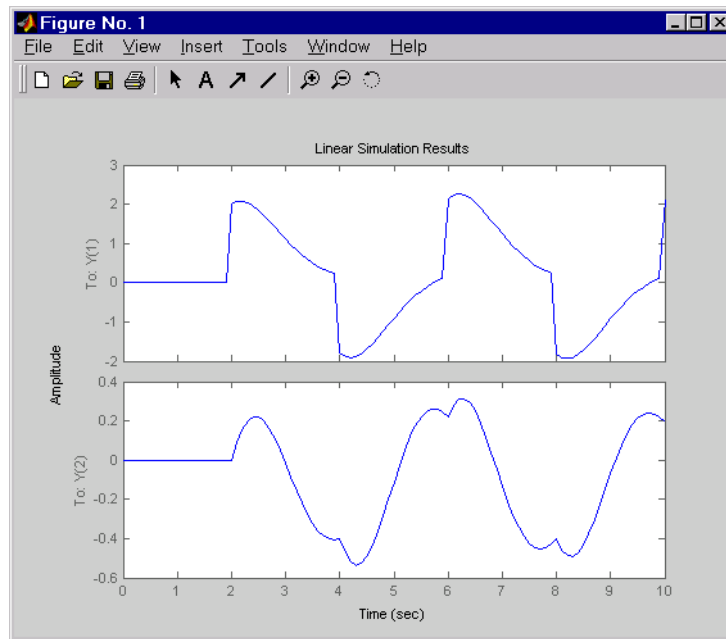 Figure No. 1
File Edit View Insert Tools Window Help
A
Linear Simulation Results
Amplitude
To: Y(1)
3
2
1
0
-1
-2
To: Y(2)
0.4
0.2
0
-0.2
-0.4
-0.6
0 1 2 3 4 5 6 7 8 9 10
Time (sec)